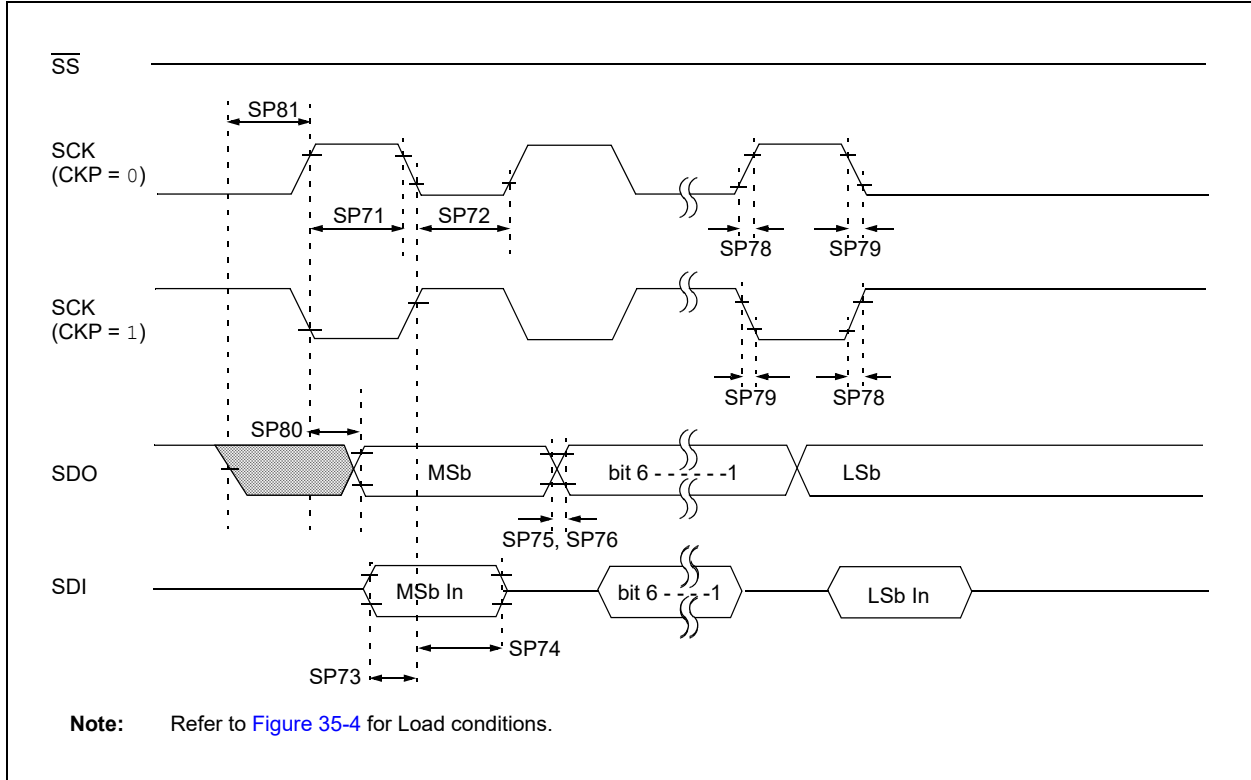 SS
SP81
SCK
(CKP = 0)
SP71
SP72
SP78
SP79
SCK
(CKP = 1)
SP79
SP78
SP80
SDO
MSb
bit 6 - - - - - - -1
LSb
SP75, SP76
SDI
MSb In
bit 6 - - - - -1
LSb In
SP74
SP73
Note: Refer to Figure 35-4 for Load conditions.